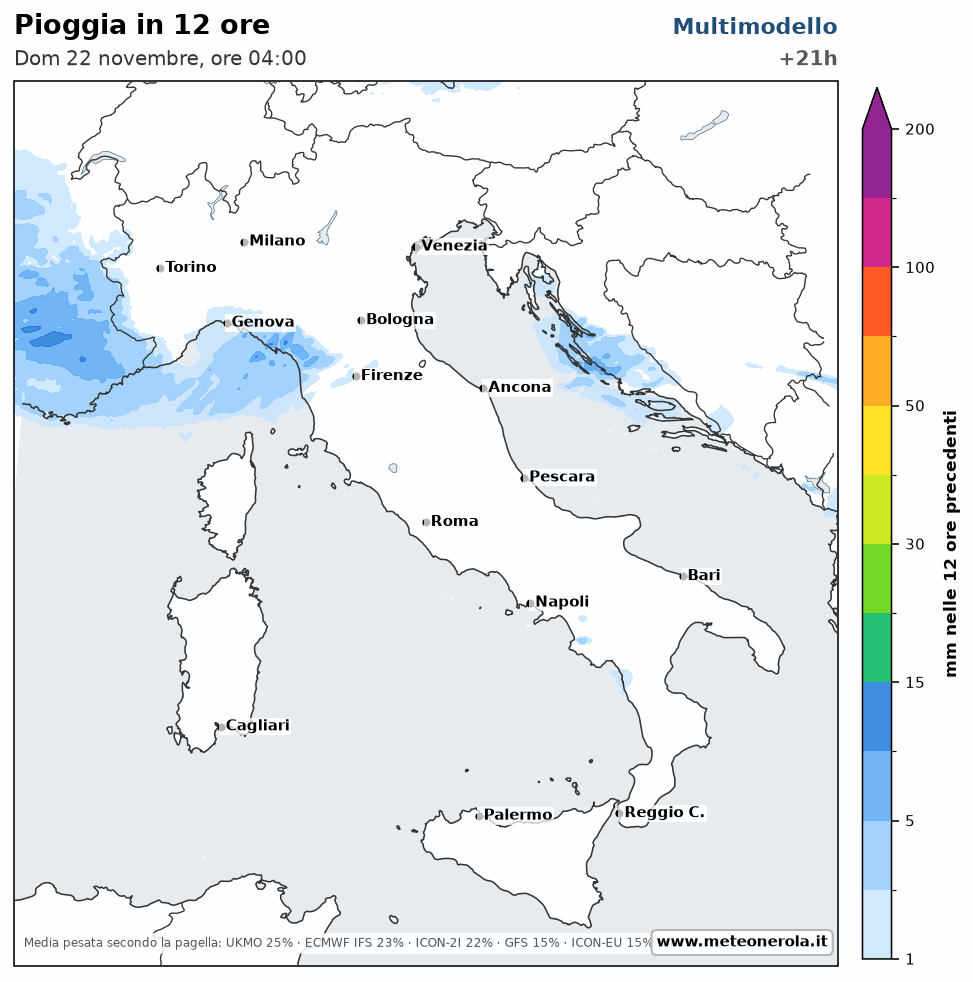 Pioggia in 12 ore
Multimodello
Dom 22 novembre, ore 04:00
+21h
Milano
Venezia
Torino
Genova
Bologna
Firenze
Ancona
Pescara
Roma
Bari
Napoli
Cagliari
Palermo
Reggio C.
200
100
50
30
15
5
1
mm nelle 12 ore precedenti
Media pesata secondo la pagella: UKMO 25% · ECMWF IFS 23% · ICON-2I 22% · GFS 15% · ICON-EU 15%
www.meteonerola.it